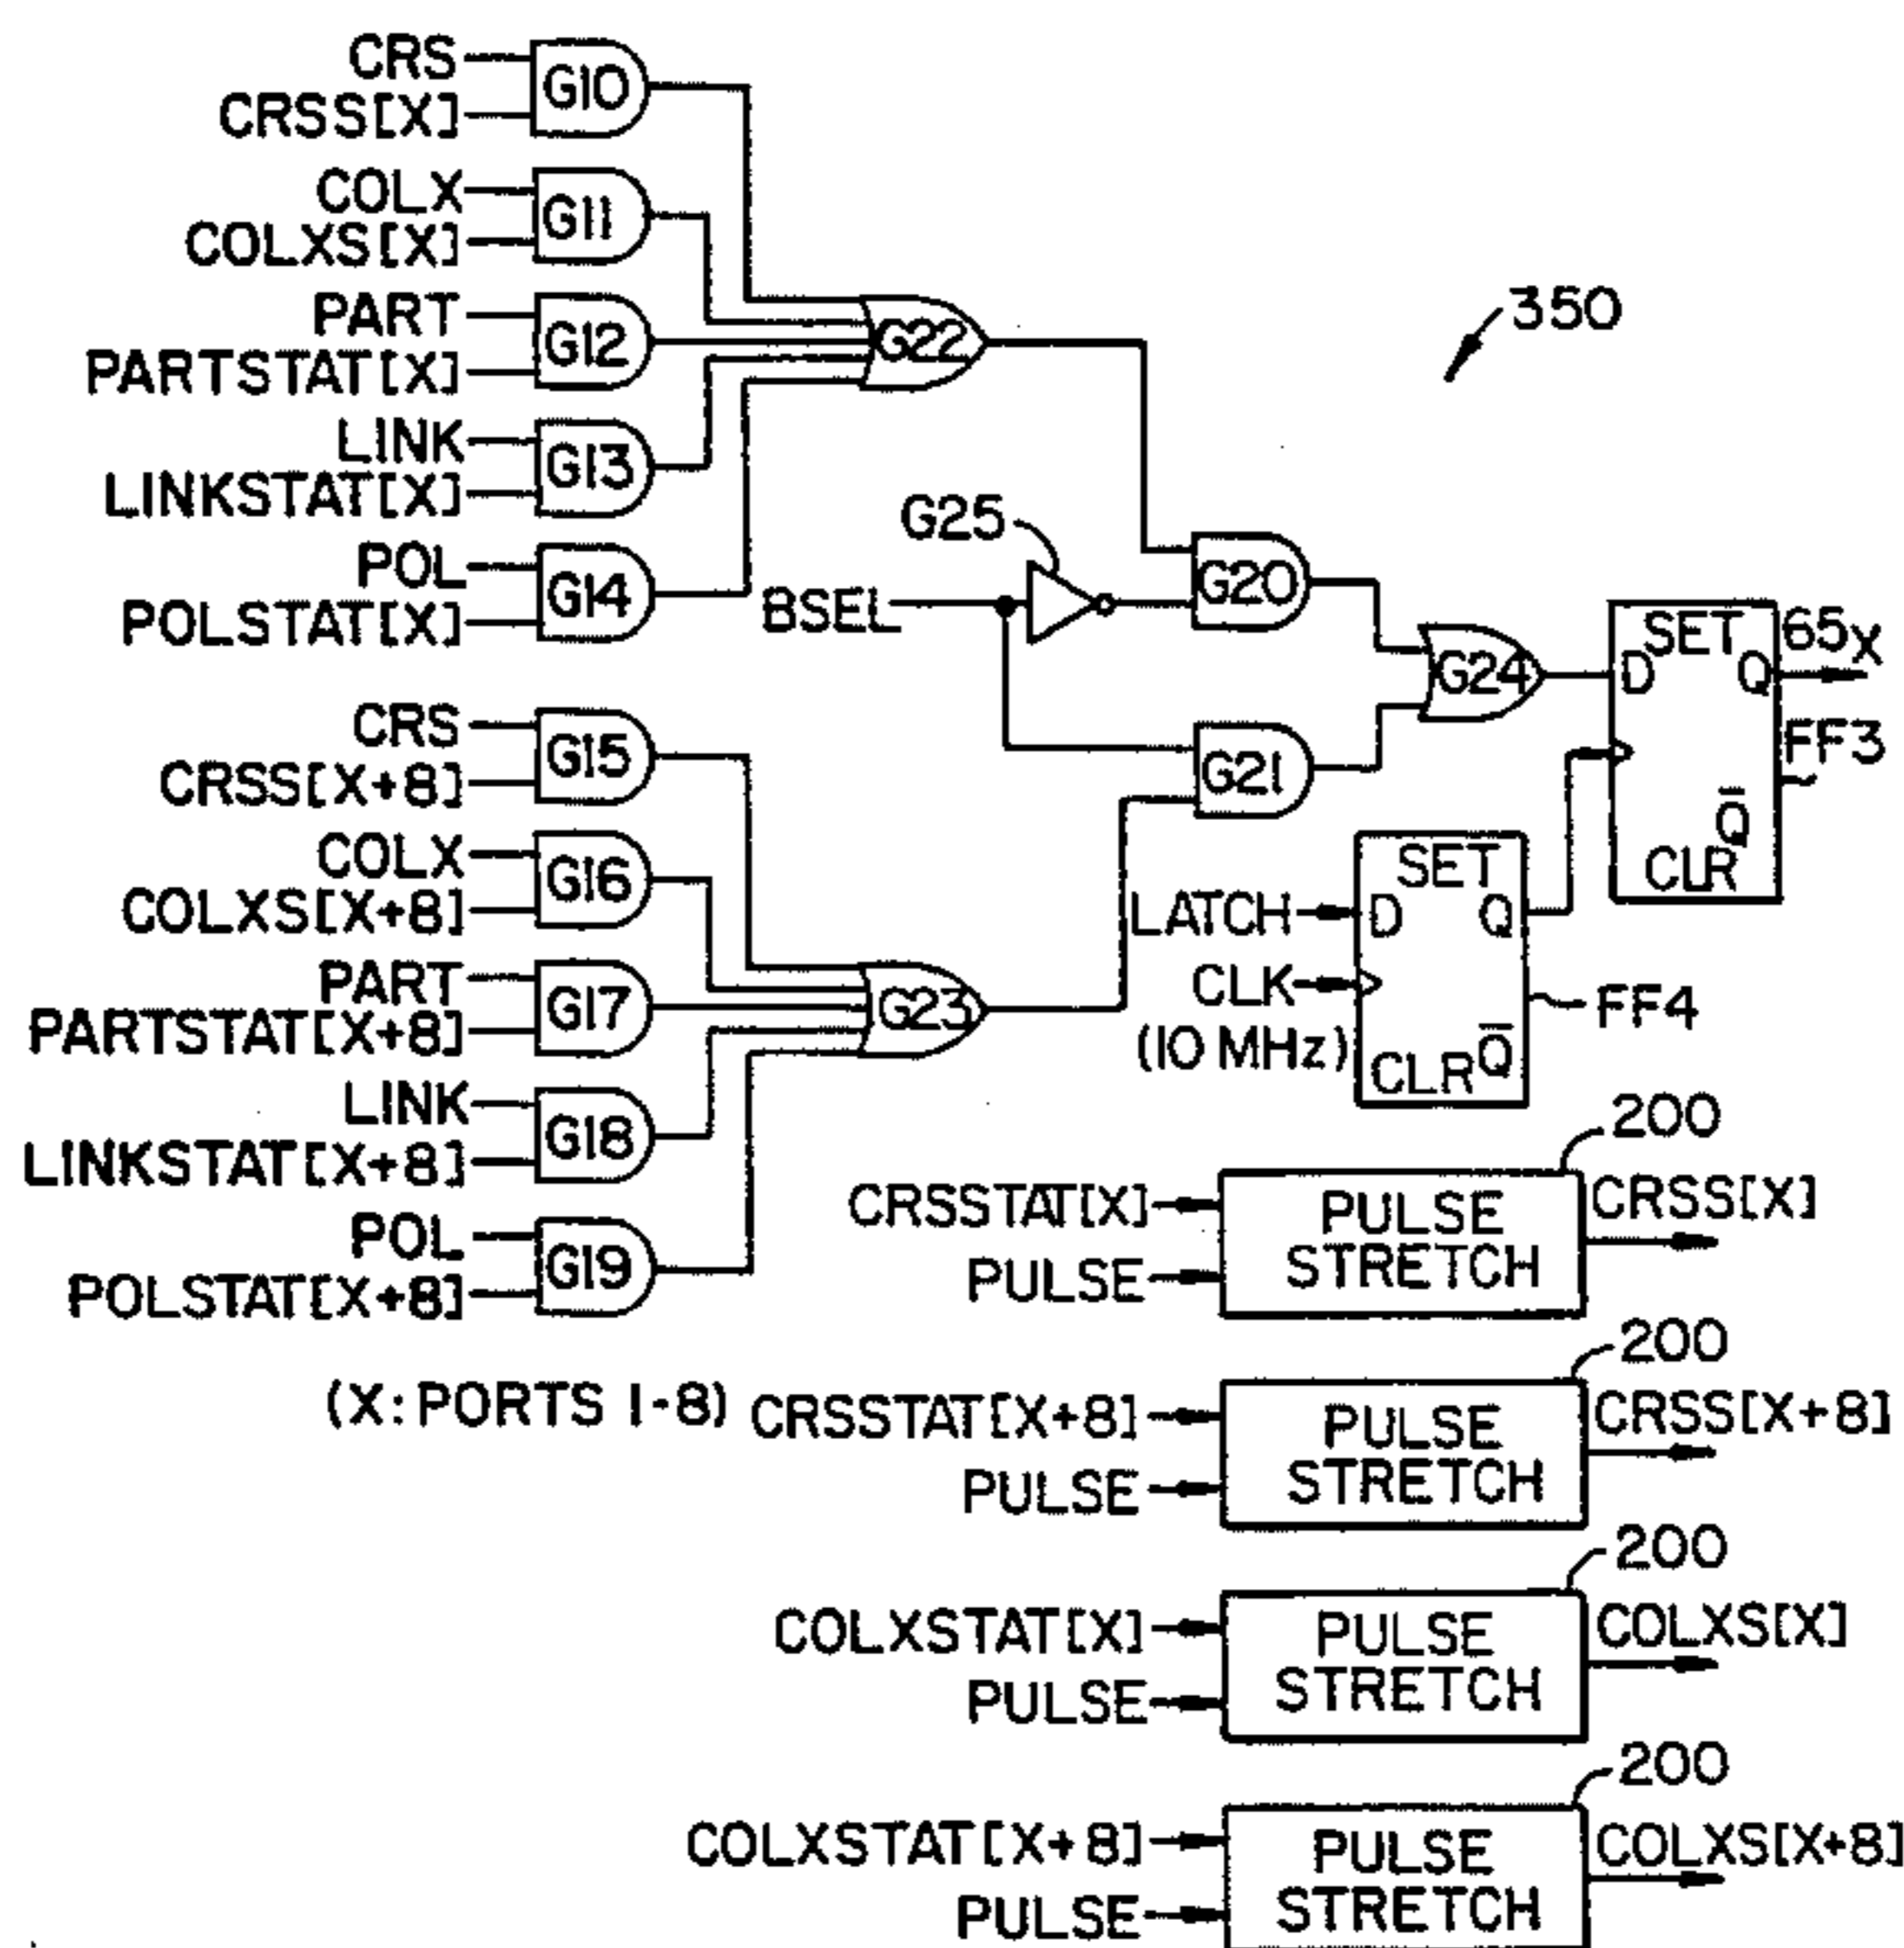 CRS
CRSS[X]
G10
COLX
COLXS[X]
G11
PART
PARTSTAT[X]
G12
LINK
LINKSTAT[X]
G13
POL
POLSTAT[X]
G14
G22
350
G25
BSEL
G20
G21
G24
SET
D
Q
65X
FF3
Q
CLR
CRS
CRSS[X+8]
G15
COLX
COLXS[X+8]
G16
PART
PARTSTAT[X+8]
G17
LINK
LINKSTAT[X+8]
G18
POL
POLSTAT[X+8]
G19
G23
LATCH
CLK
(10 MHz)
SET
D
Q
CLR
Q
FF4
(X: PORTS 1-8)
200
CRSSTAT[X]
PULSE
PULSE
STRETCH
CRSS[X]
200
CRSSTAT[X+8]
PULSE
PULSE
STRETCH
CRSS[X+8]
200
COLXSTAT[X]
PULSE
PULSE
STRETCH
COLXS[X]
200
COLXSTAT[X+8]
PULSE
PULSE
STRETCH
COLXS[X+8]